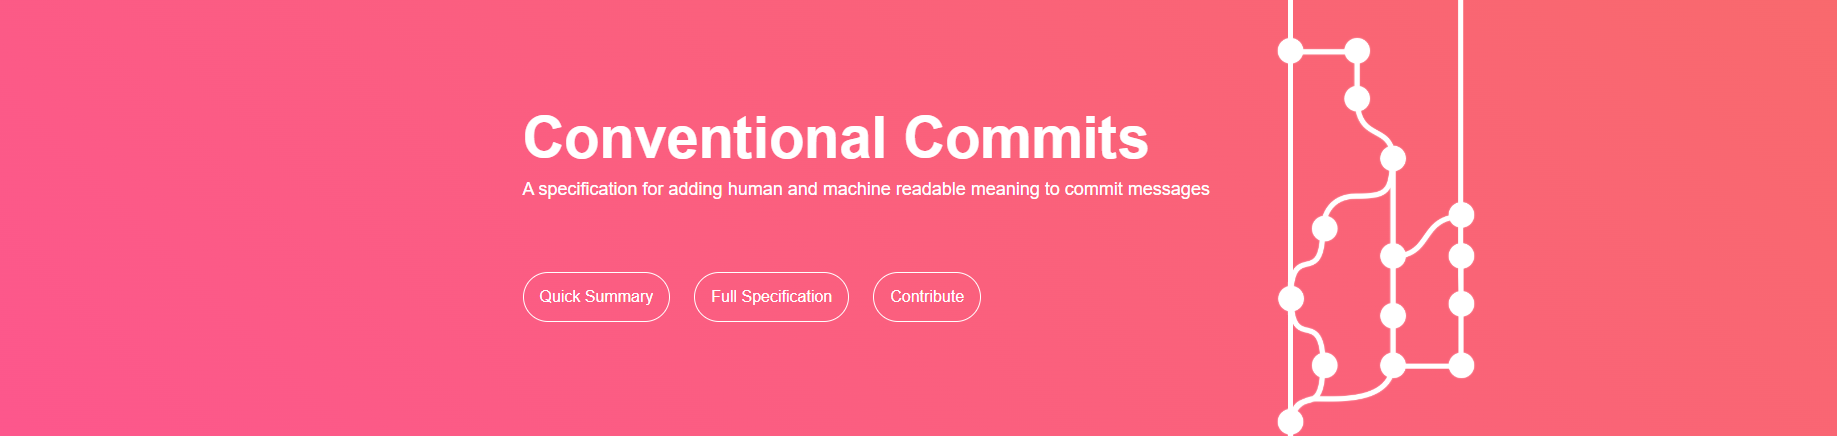 Conventional Commits
A specification for adding human and machine readable meaning to commit messages
Quick Summary
Full Specification
Contribute